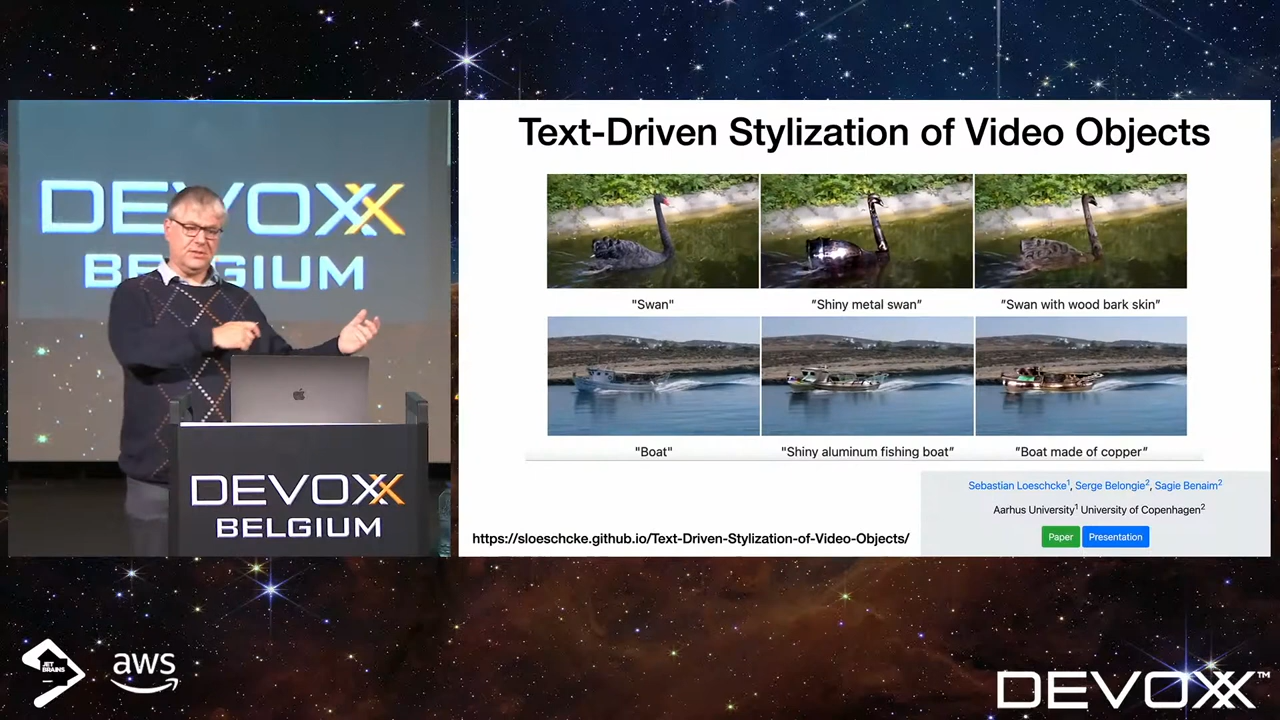 DEVOXX
BELGIUM
DEVOXX
BELGIUM
Text-Driven Stylization of Video Objects
"Swan"
"Shiny metal swan"
"Swan with wood bark skin"
"Boat"
"Shiny aluminum fishing boat"
"Boat made of copper"
Sebastian Loeschcke1, Serge Belongie2, Sagie Benaim2
Aarhus University1 University of Copenhagen2
Paper Presentation
https://sloeschcke.github.io/Text-Driven-Stylization-of-Video-Objects/
JET
BRAINS
aws
DEVOXX™